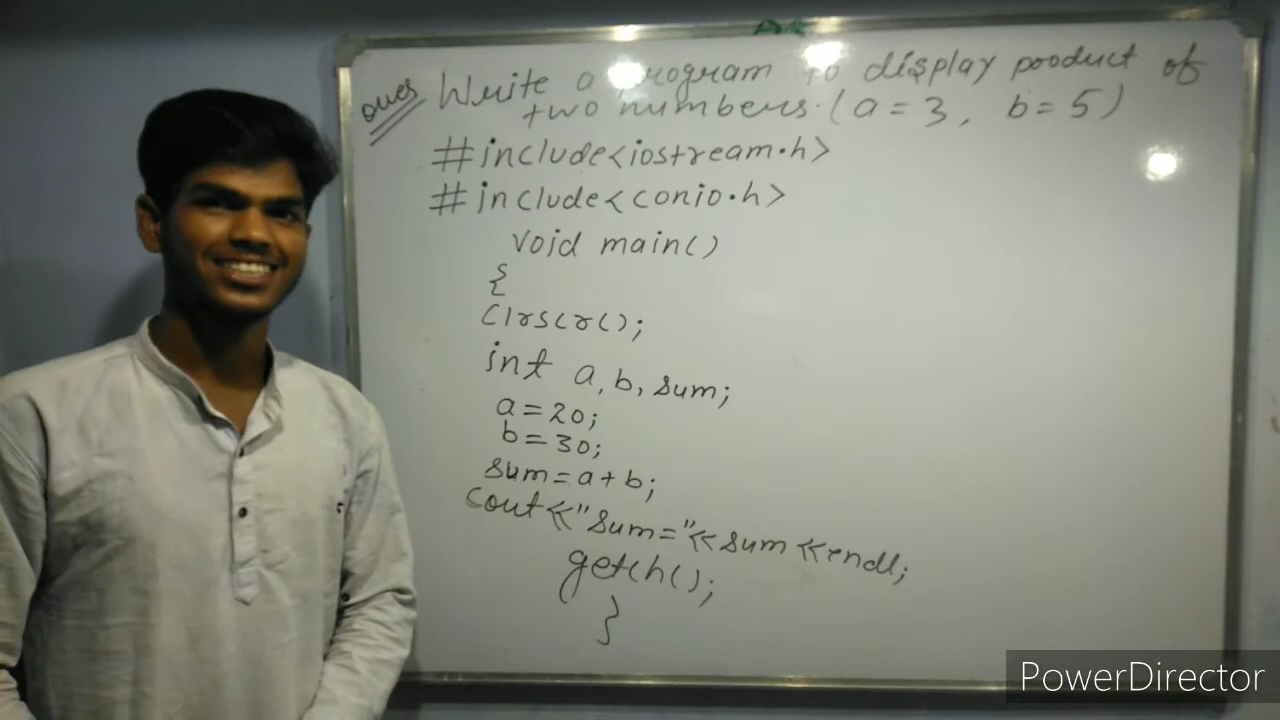 Ques Write a program to display product of
two numbers. (a=3, b=5)
#include<iostream.h>
#include<conio.h>
void main()
{
clrscr();
int a, b, sum;
a=20;
b=30;
sum=a+b;
cout<<"sum="<<sum<<endl;
getch();
}
PowerDirector